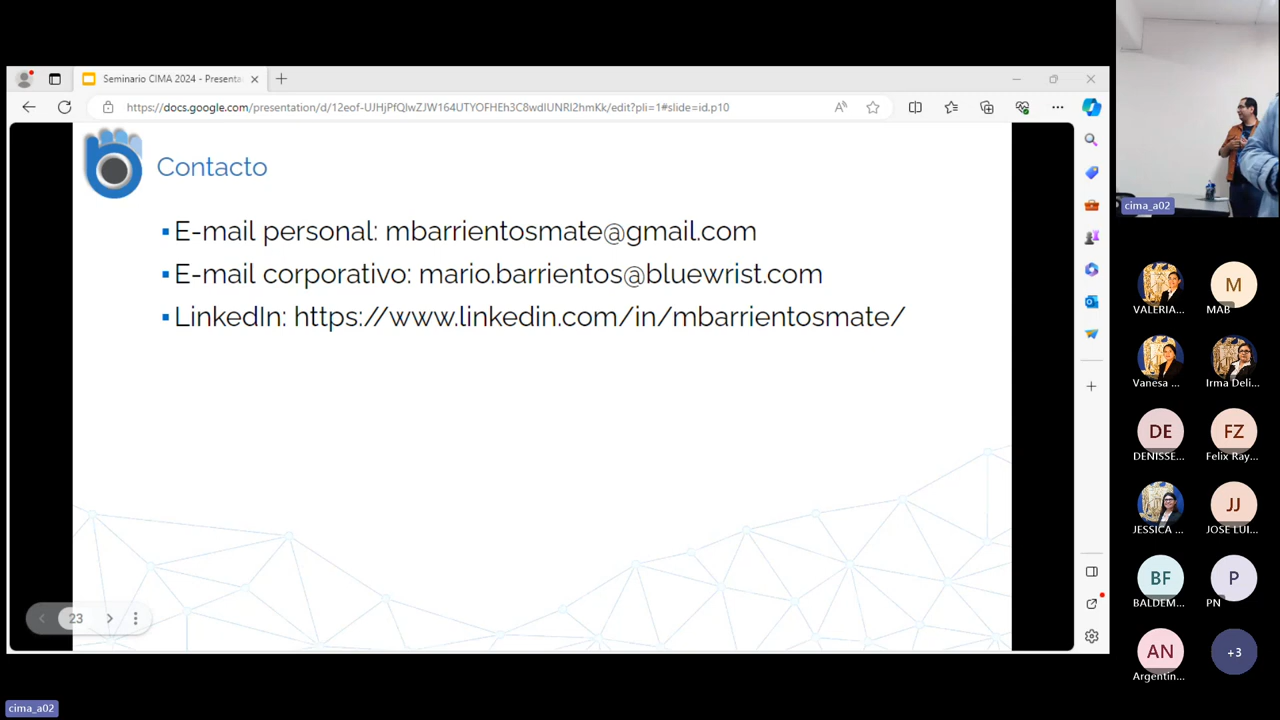 Seminario CIMA 2024 - Presenta
https://docs.google.com/presentation/d/12eof-UJHjPfQIwZJW164UTYOFHEh3C8wdIUNRI2hmKk/edit?pli=1#slide=id.p10
Contacto
E-mail personal: mbarrientosmate@gmail.com
E-mail corporativo: mario.barrientos@bluewrist.com
LinkedIn: https://www.linkedin.com/in/mbarrientosmate/
23
cima_a02
cima_a02
VALERIA...
M
MAB
Vanesa ...
Irma Deli...
DE
DENISSE...
FZ
Felix Ray...
JESSICA ...
JJ
JOSE LUI...
BF
BALDEM...
P
PN
AN
Argentin...
+3